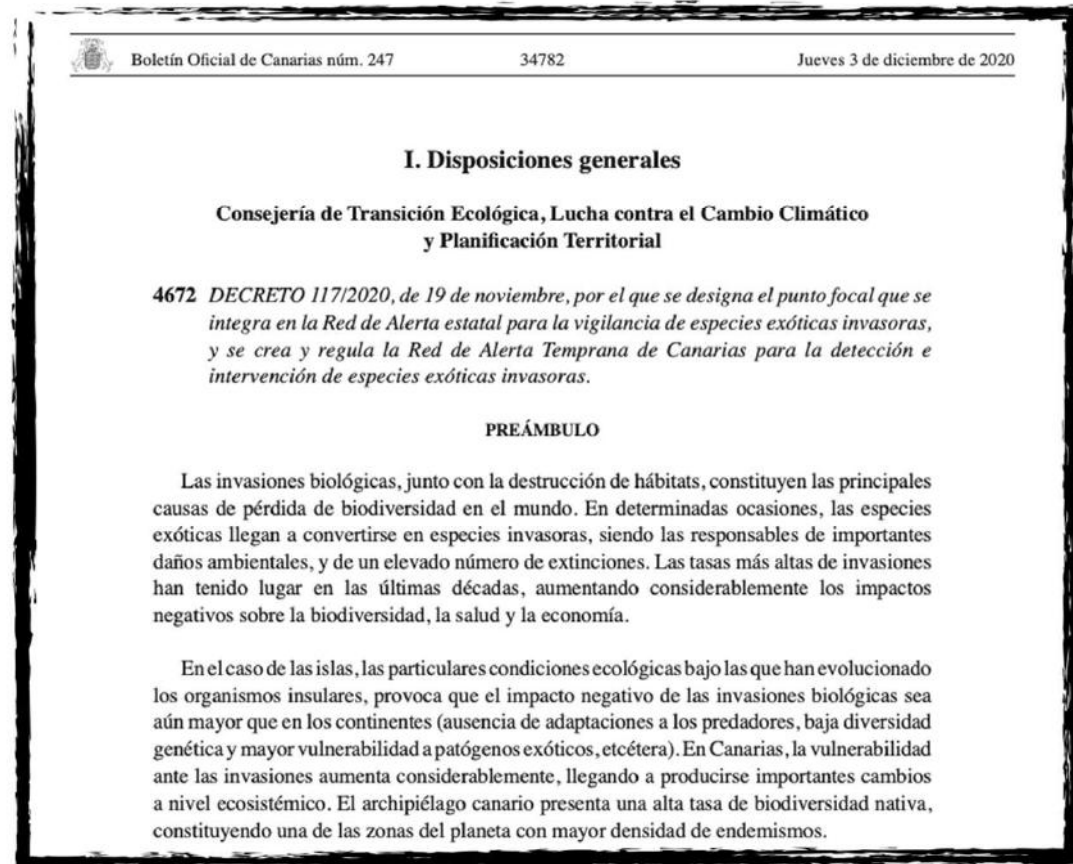 Boletín Oficial de Canarias núm. 247 34782 Jueves 3 de diciembre de 2020
I. Disposiciones generales
Consejería de Transición Ecológica, Lucha contra el Cambio Climático
y Planificación Territorial
4672 DECRETO 117/2020, de 19 de noviembre, por el que se designa el punto focal que se
integra en la Red de Alerta estatal para la vigilancia de especies exóticas invasoras,
y se crea y regula la Red de Alerta Temprana de Canarias para la detección e
intervención de especies exóticas invasoras.
PREÁMBULO
Las invasiones biológicas, junto con la destrucción de hábitats, constituyen las principales
causas de pérdida de biodiversidad en el mundo. En determinadas ocasiones, las especies
exóticas llegan a convertirse en especies invasoras, siendo las responsables de importantes
daños ambientales, y de un elevado número de extinciones. Las tasas más altas de invasiones
han tenido lugar en las últimas décadas, aumentando considerablemente los impactos
negativos sobre la biodiversidad, la salud y la economía.
En el caso de las islas, las particulares condiciones ecológicas bajo las que han evolucionado
los organismos insulares, provoca que el impacto negativo de las invasiones biológicas sea
aún mayor que en los continentes (ausencia de adaptaciones a los predadores, baja diversidad
genética y mayor vulnerabilidad a patógenos exóticos, etcétera). En Canarias, la vulnerabilidad
ante las invasiones aumenta considerablemente, llegando a producirse importantes cambios
a nivel ecosistémico. El archipiélago canario presenta una alta tasa de biodiversidad nativa,
constituyendo una de las zonas del planeta con mayor densidad de endemismos.